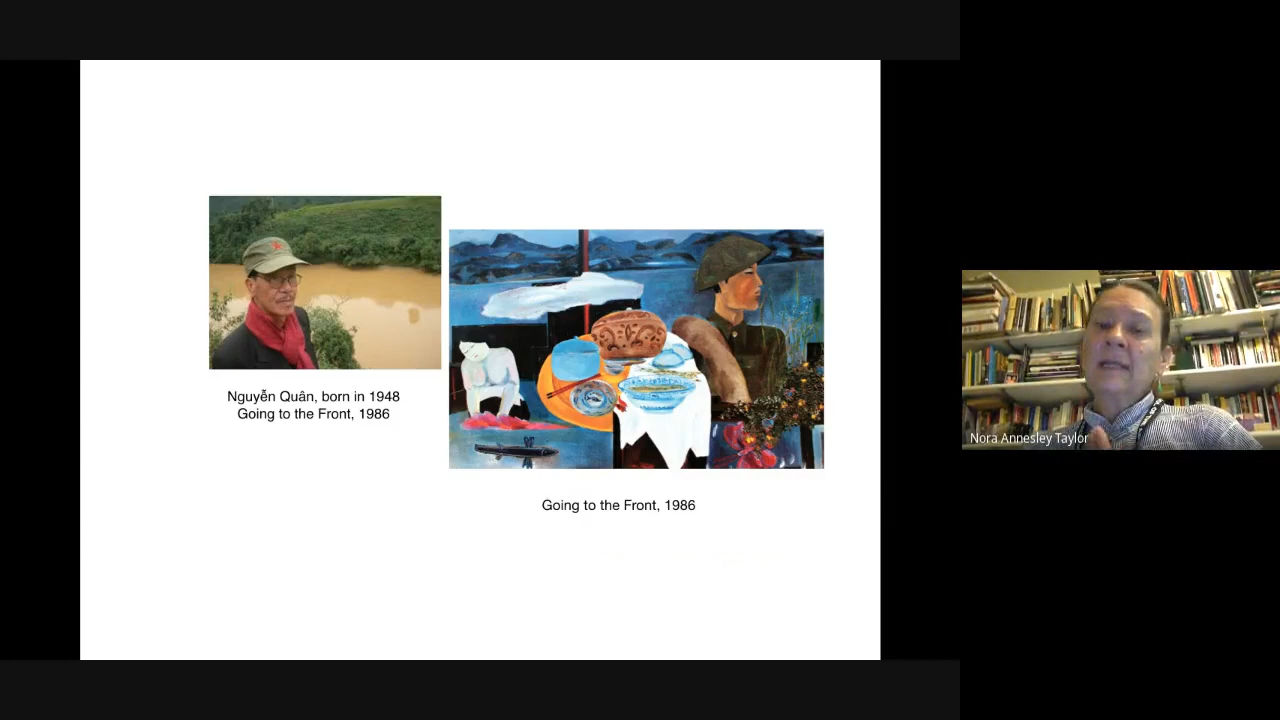 Nguyễn Quân, born in 1948
Going to the Front, 1986
Going to the Front, 1986
Nora Annesley Taylor